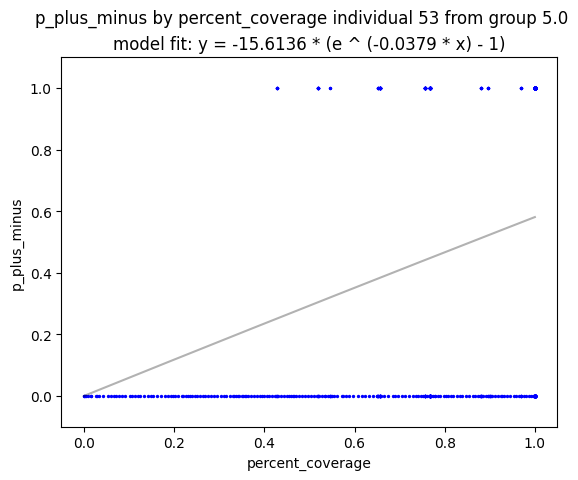 p_plus_minus by percent_coverage individual 53 from group 5.0
model fit: y = -15.6136 * (e ^ (-0.0379 * x) - 1)
1.0
0.8
0.6
0.4
0.2
0.0
p_plus_minus
0.0 0.2 0.4 0.6 0.8 1.0
percent_coverage